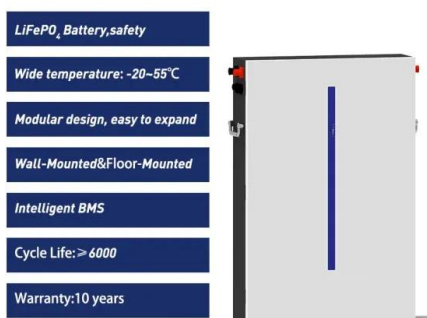 LiFePO₄ Battery,safety
Wide temperature: -20~55℃
Modular design, easy to expand
Wall-Mounted&Floor-Mounted
Intelligent BMS
Cycle Life:≥6000
Warranty:10 years